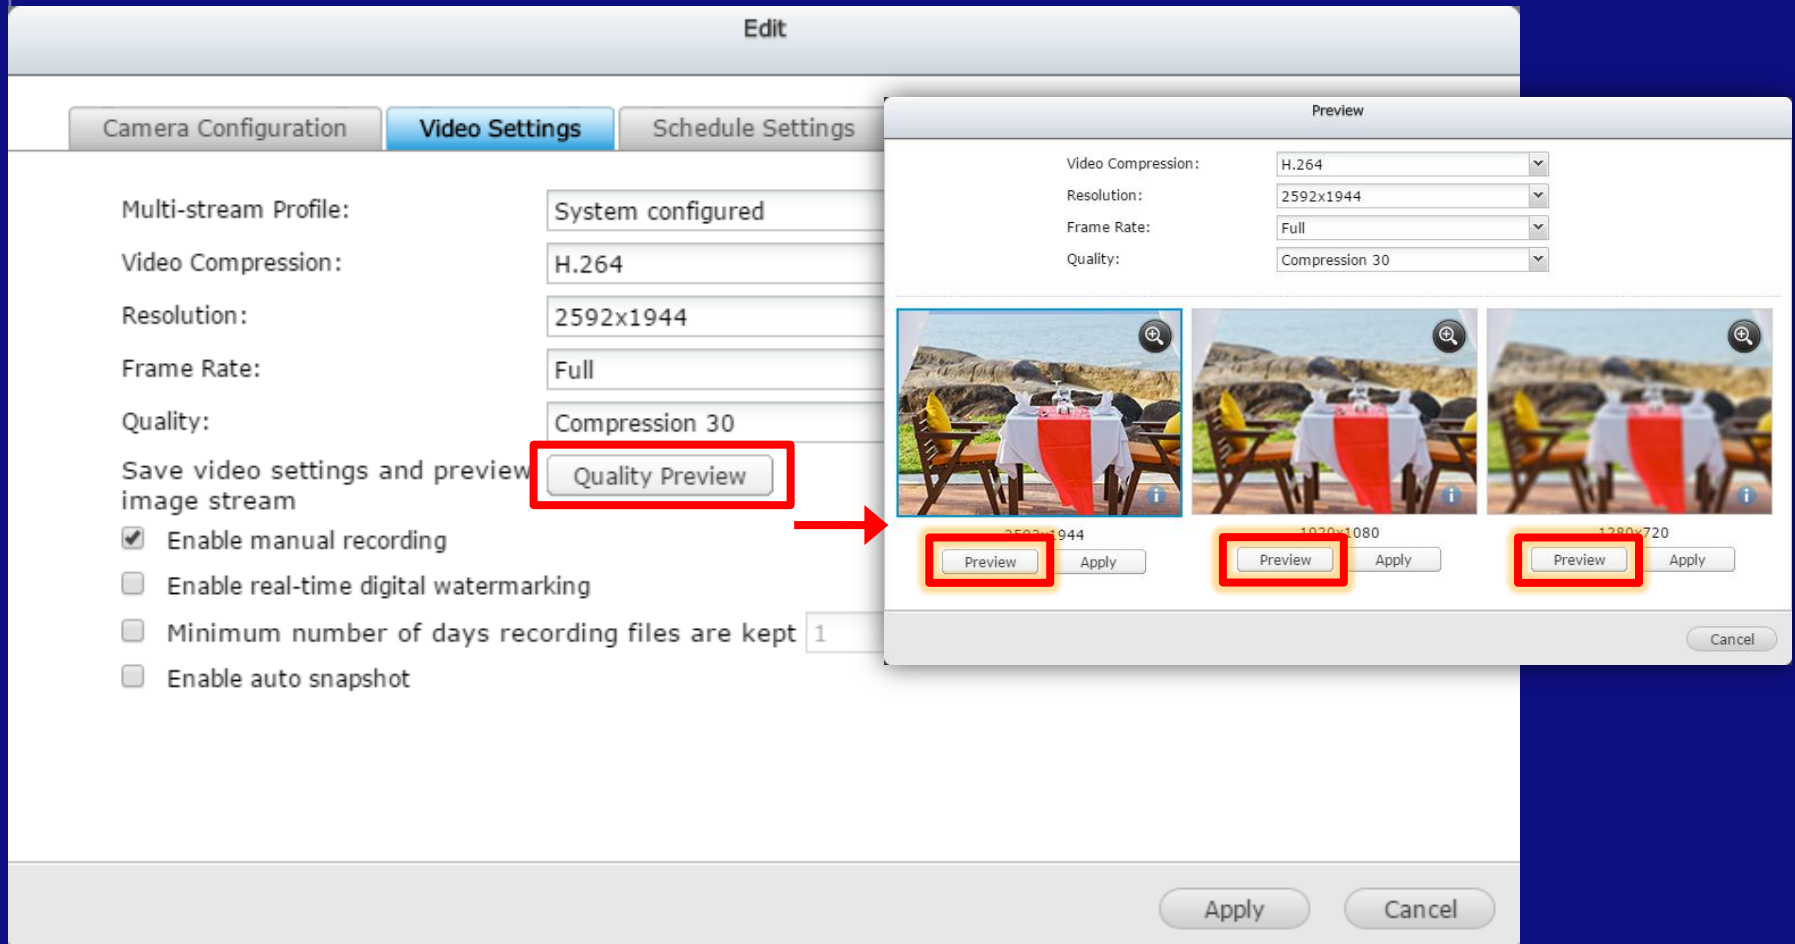 Edit
Camera Configuration
Video Settings
Schedule Settings
Multi-stream Profile:
System configured
Video Compression:
H.264
Resolution:
2592x1944
Frame Rate:
Full
Quality:
Compression 30
Save video settings and preview
image stream
Quality Preview
Enable manual recording
Enable real-time digital watermarking
Minimum number of days recording files are kept 1
Enable auto snapshot
Apply
Cancel
Preview
Video Compression:
H.264
Resolution:
2592x1944
Frame Rate:
Full
Quality:
Compression 30
2592x1944
1920x1080
1280x720
Preview
Apply
Preview
Apply
Preview
Apply
Cancel